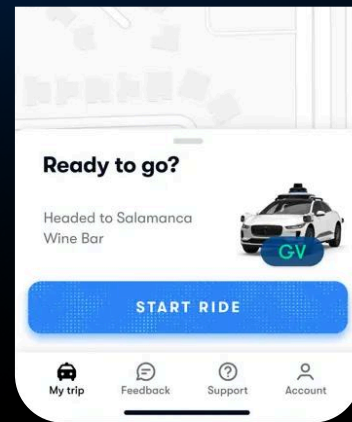 Ready to go?
Headed to Salamanca
Wine Bar
GV
START RIDE
My trip
Feedback
Support
Account